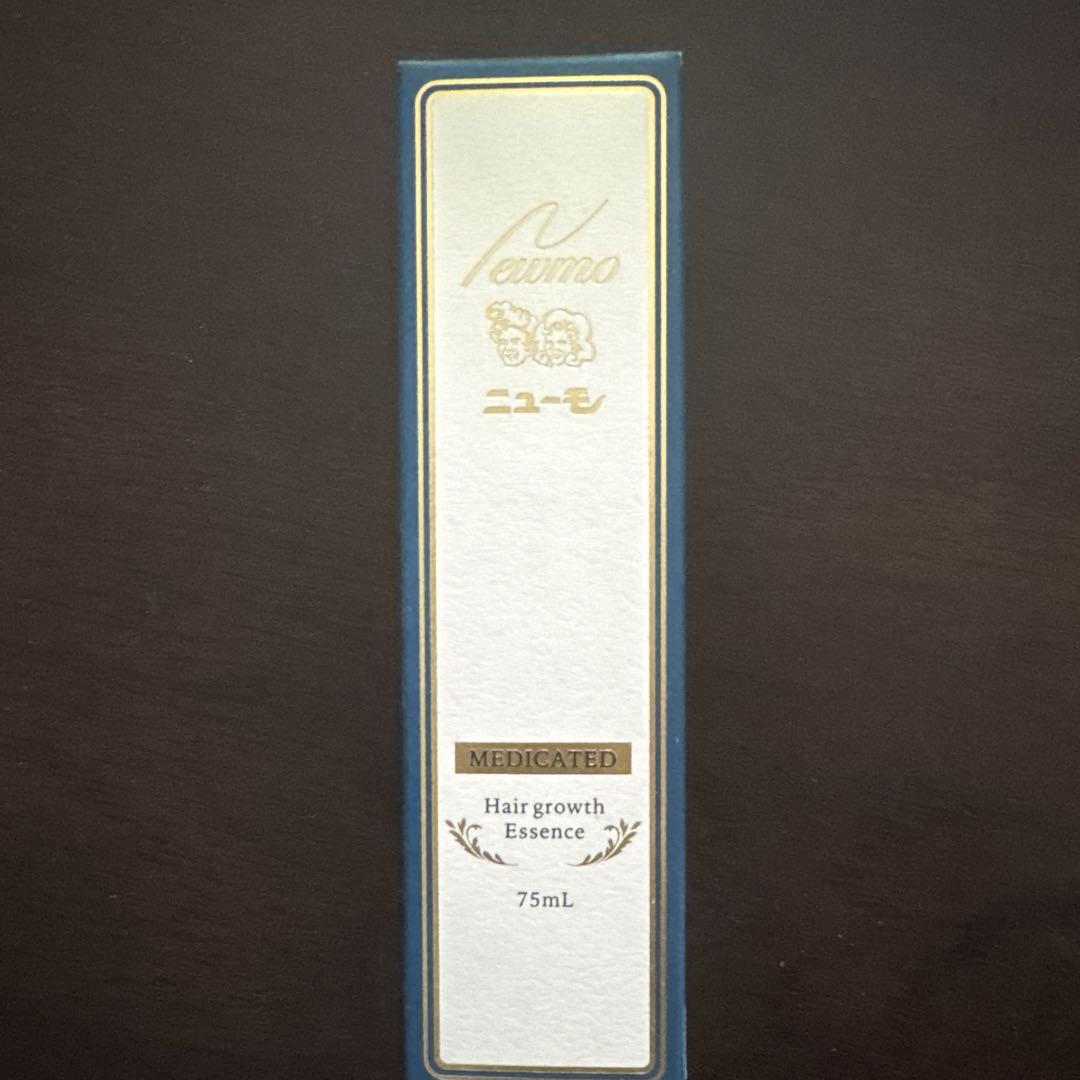 Newmo
ニューモ
MEDICATED
Hair growth
Essence
75mL